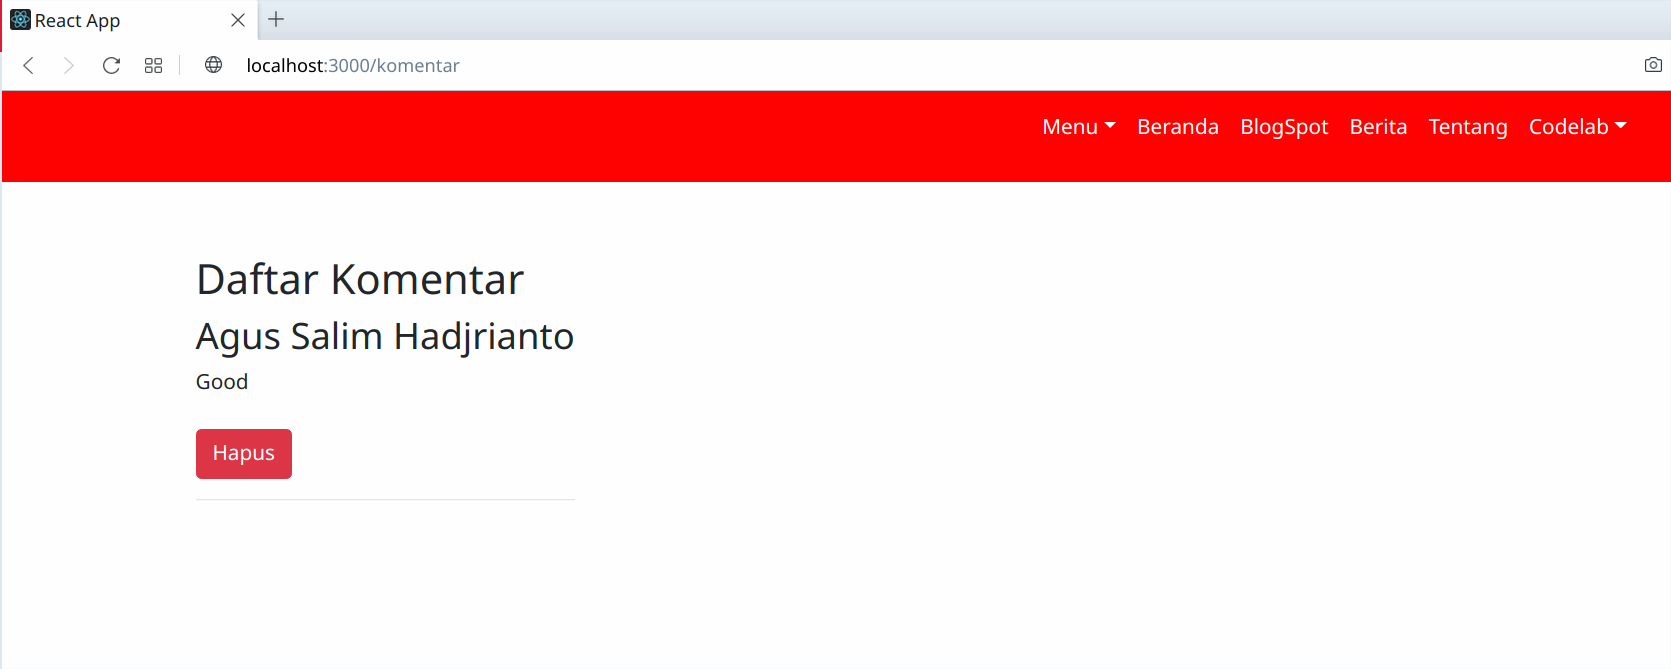 React App
localhost:3000/komentar
Menu Beranda BlogSpot Berita Tentang Codelab
Daftar Komentar
Agus Salim Hadjrianto
Good
Hapus